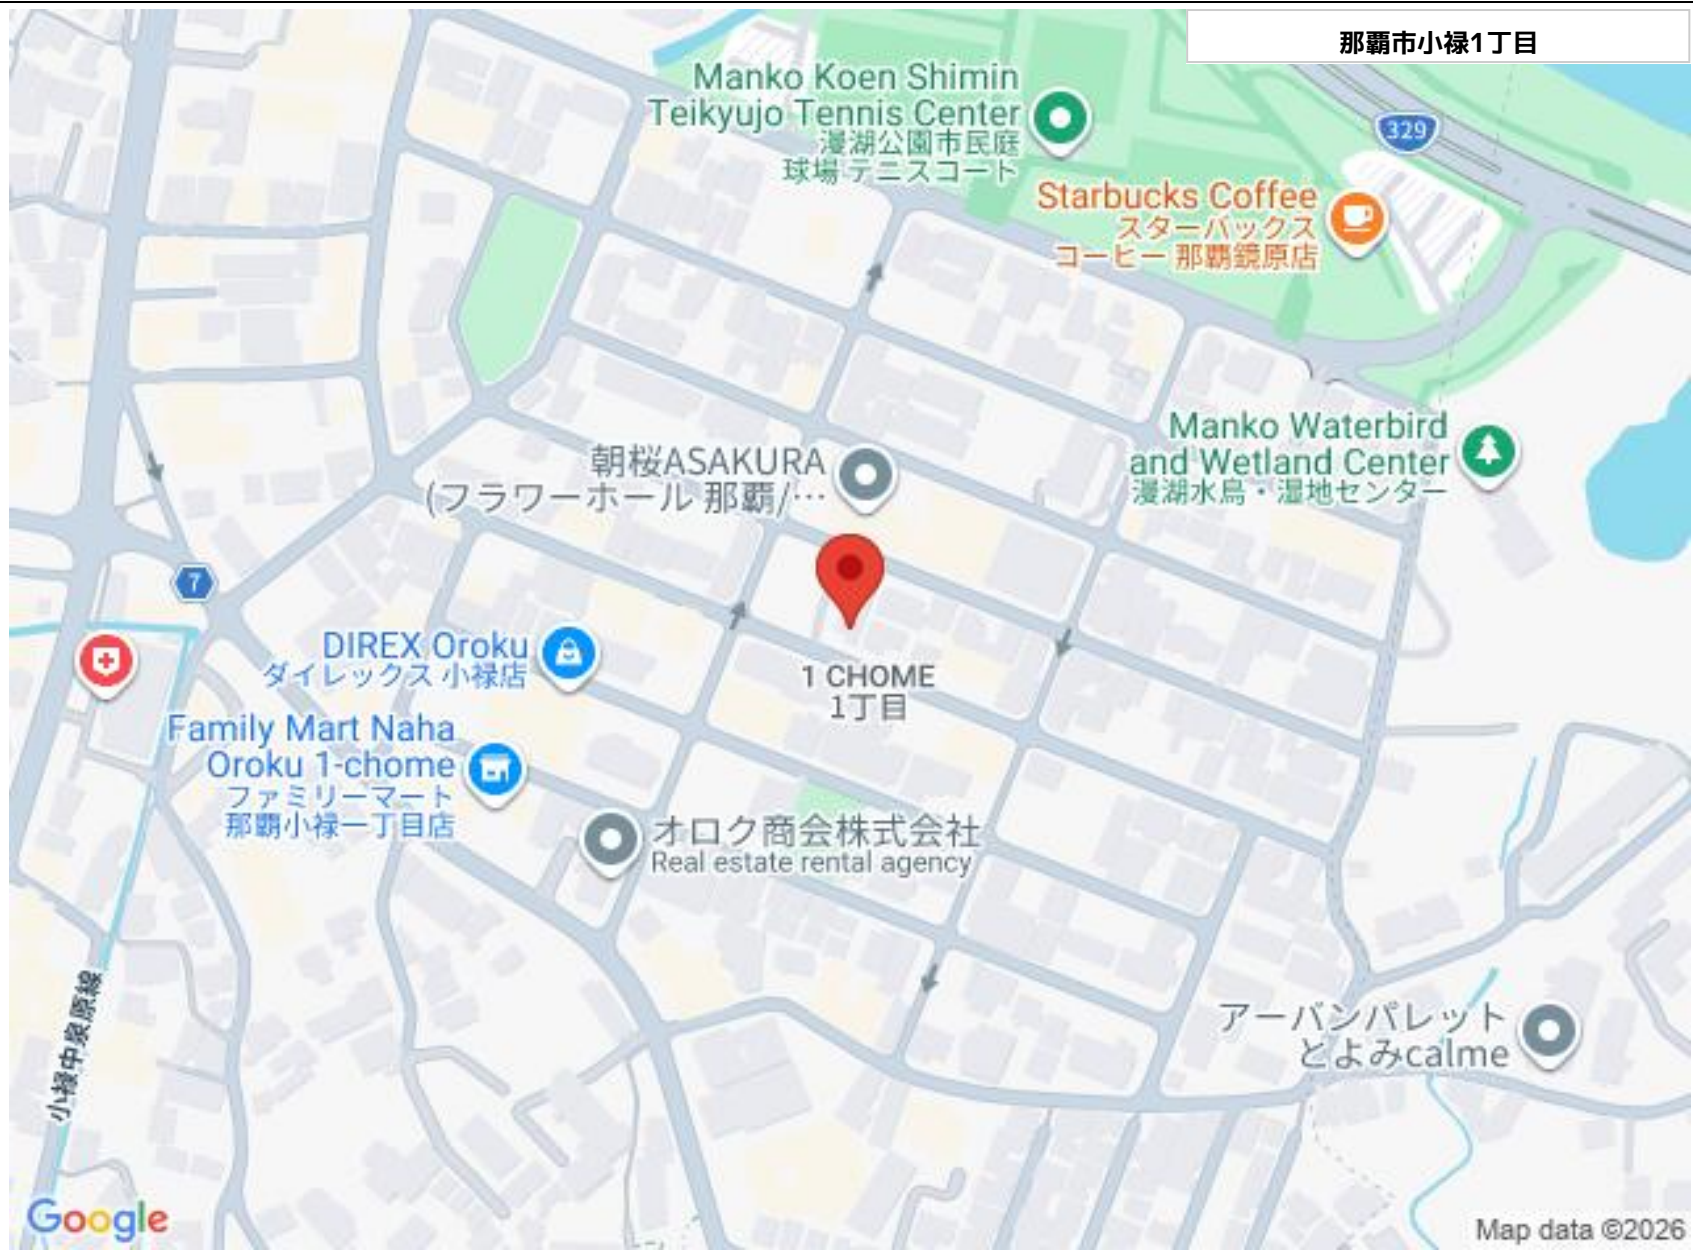 那覇市小禄1丁目
Manko Koen Shimin
Teikyujo Tennis Center
漫湖公園市民庭
球場 テニスコート
329
Starbucks Coffee
スターバックス
コーヒー 那覇鏡原店
Manko Waterbird
and Wetland Center
漫湖水鳥・湿地センター
朝桜ASAKURA
(フラワーホール 那覇/…
7
DIREX Oroku
ダイレックス 小禄店
1 CHOME
1丁目
Family Mart Naha
Oroku 1-chome
ファミリーマート
那覇小禄一丁目店
オロク商会株式会社
Real estate rental agency
小禄中泉原線
アーバンパレット
とよみcalme
Google
Map data ©2026